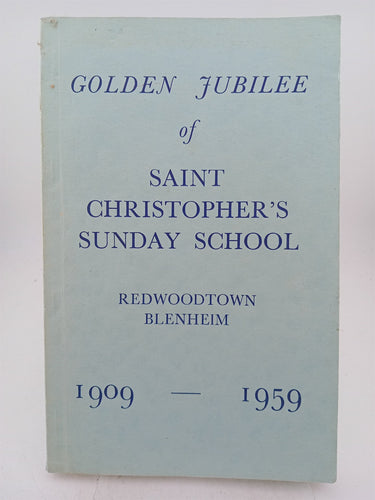 GOLDEN JUBILEE
of
SAINT
CHRISTOPHER'S
SUNDAY SCHOOL
REDWOODTOWN
BLENHEIM
1909 — 1959